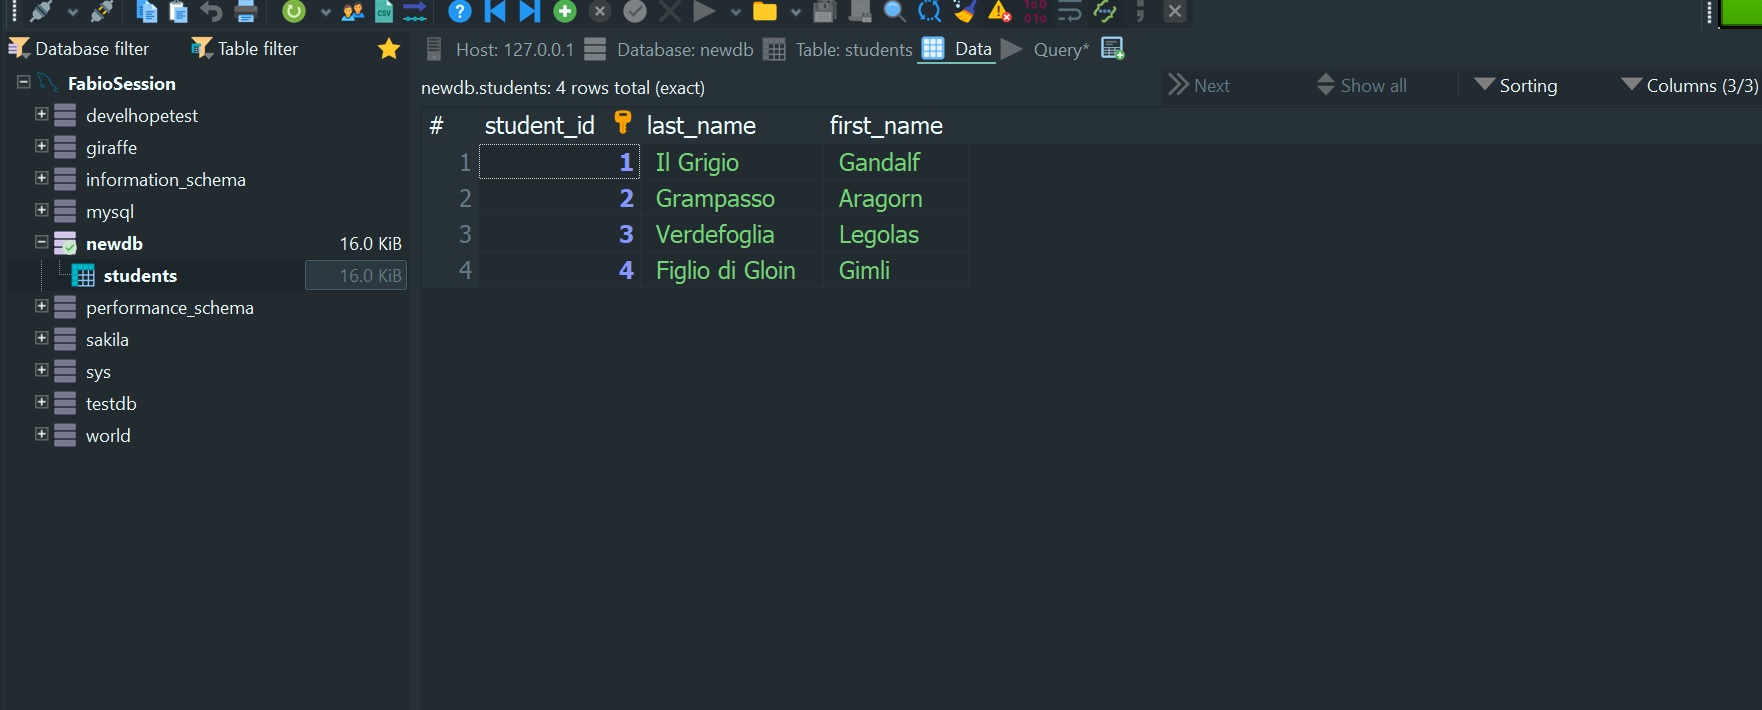 Database filter Table filter
FabioSession
develhopetest
giraffe
information_schema
mysql
newdb 16.0 KiB
students 16.0 KiB
performance_schema
sakila
sys
testdb
world
Host: 127.0.0.1 Database: newdb Table: students Data Query*
newdb.students: 4 rows total (exact) Next Show all Sorting Columns (3/3)
# student_id last_name first_name
1 1 Il Grigio Gandalf
2 2 Grampasso Aragorn
3 3 Verdefoglia Legolas
4 4 Figlio di Gloin Gimli